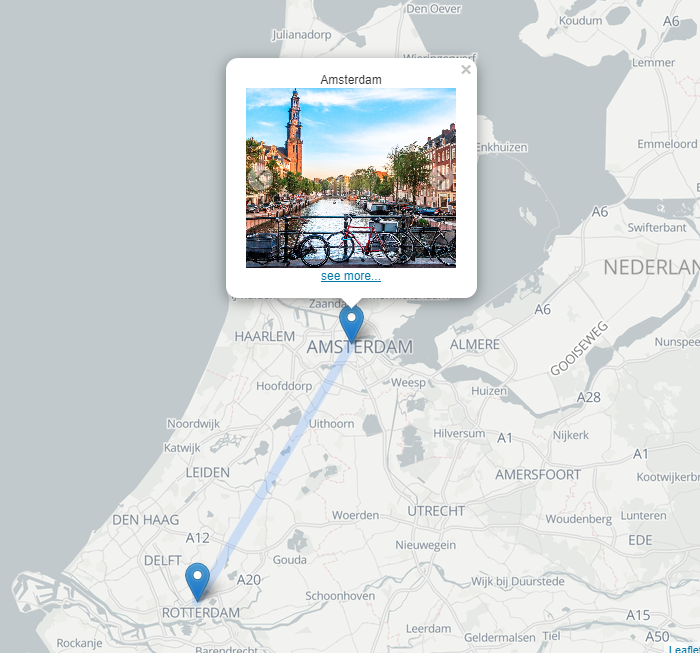 Den Oever
Koudum
A6
Julianadorp
Wieringerwerf
Lemmer
×
Amsterdam
Enkhuizen
Emmeloord
see more...
A6
Swifterbant
NEDERLAN
Zaanda
A6
HAARLEM
AMSTERDAM
ALMERE
GOOISEWEG
Nunspee
Hoofddorp
Weesp
Huizen
A28
Noordwijk
Uithoorn
Hilversum
A1
Nijkerk
Katwijk
A1
LEIDEN
AMERSFOORT
Kootwijkerbr
DEN HAAG
Woerden
UTRECHT
Woudenberg
Lunteren
A12
Nieuwegein
EDE
DELFT
Gouda
A20
Wijk bij Duurstede
Schoonhoven
ROTTERDAM
A15
Leerdam
Geldermalsen
Tiel
A50
Rockanje
Barendrecht
Leafle